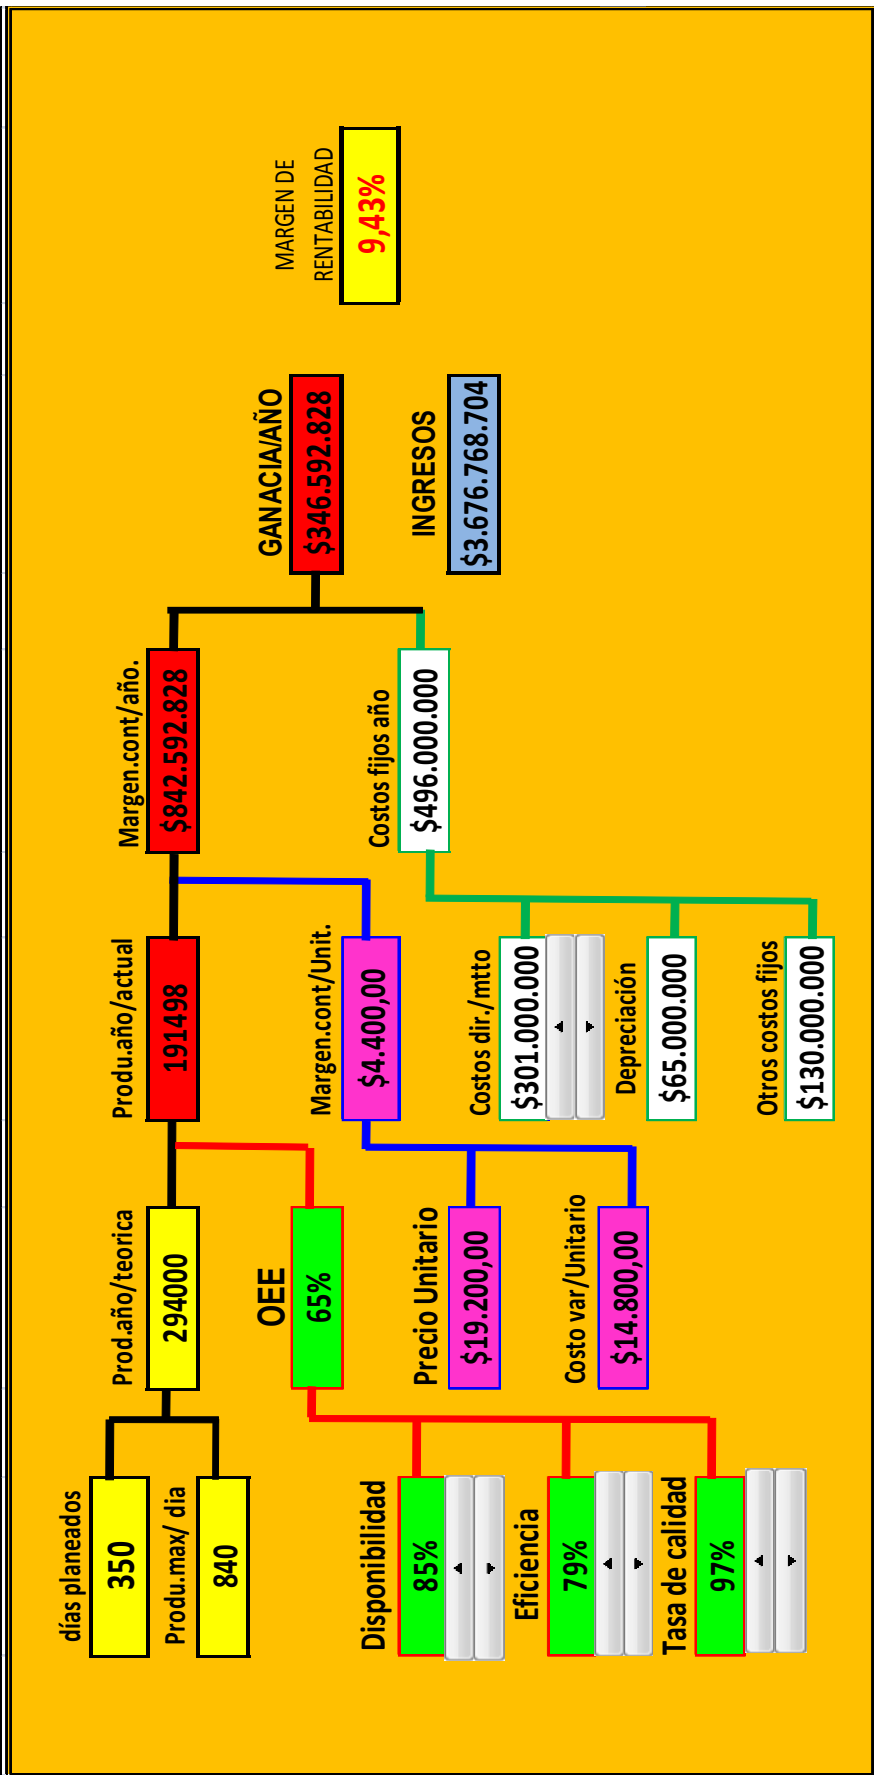 días planeados
350
Produ.max/ dia
840
Disponibilidad
85%
Eficiencia
79%
Tasa de calidad
97%
Prod.año/teorica
294000
OEE
65%
Precio Unitario
$19.200,00
Costo var/Unitario
$14.800,00
Produ.año/actual
191498
Margen.cont/Unit.
$4.400,00
Costos dir./mtto
$301.000.000
Depreciación
$65.000.000
Otros costos fijos
$130.000.000
Margen.cont/año.
$842.592.828
Costos fijos año
$496.000.000
GANACIA/AÑO
$346.592.828
INGRESOS
$3.676.768.704
MARGEN DE
RENTABILIDAD
9,43%